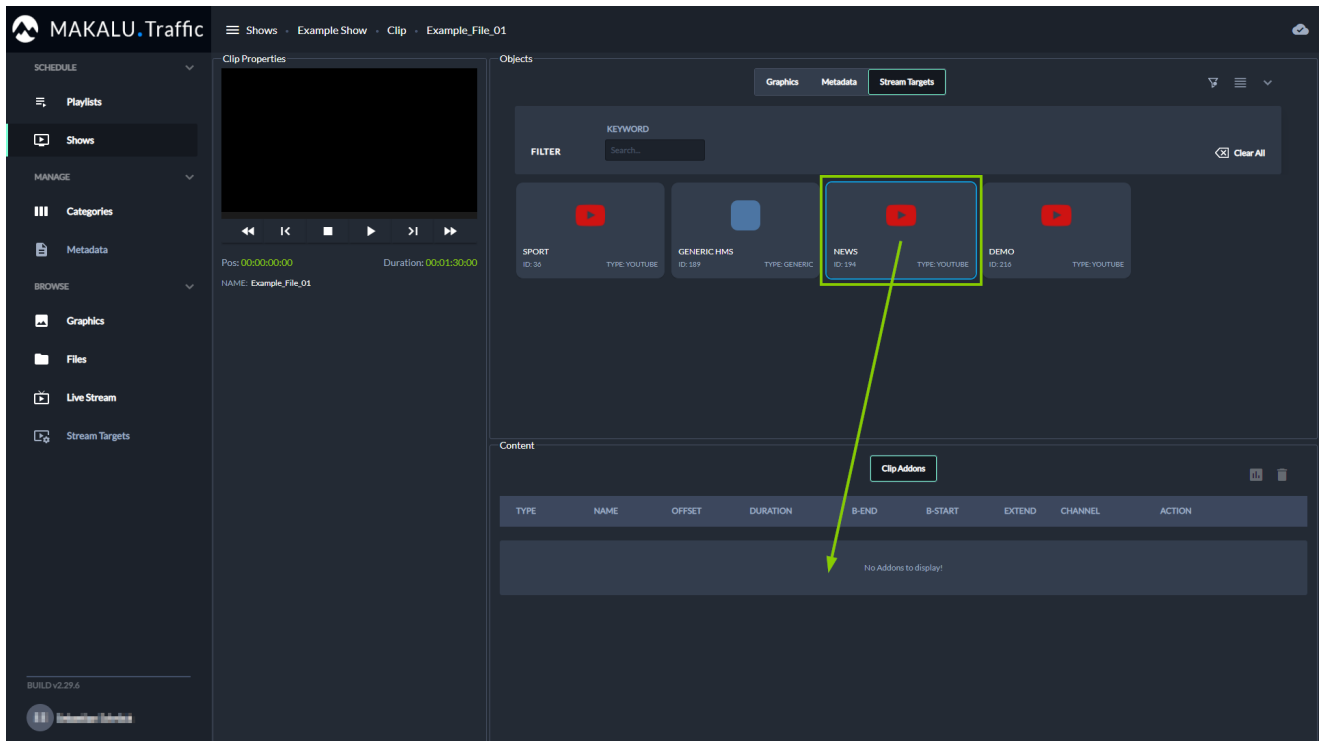 MAKALU.Traffic
Shows • Example Show • Clip • Example_File_01
SCHEDULE
Playlists
Shows
MANAGE
Categories
Metadata
BROWSE
Graphics
Files
Live Stream
Stream Targets
BUILD v2.29.6
Clip Properties
Pos: 00:00:00:00 Duration: 00:01:30:00
NAME: Example_File_01
Objects
Graphics Metadata Stream Targets
KEYWORD
FILTER Search... Clear All
SPORT
ID: 36 TYPE: YOUTUBE
GENERIC HMS
ID: 189 TYPE: GENERIC
NEWS
ID: 194 TYPE: YOUTUBE
DEMO
ID: 216 TYPE: YOUTUBE
Content
Clip Addons
TYPE NAME OFFSET DURATION B-END B-START EXTEND CHANNEL ACTION
No Addons to display!